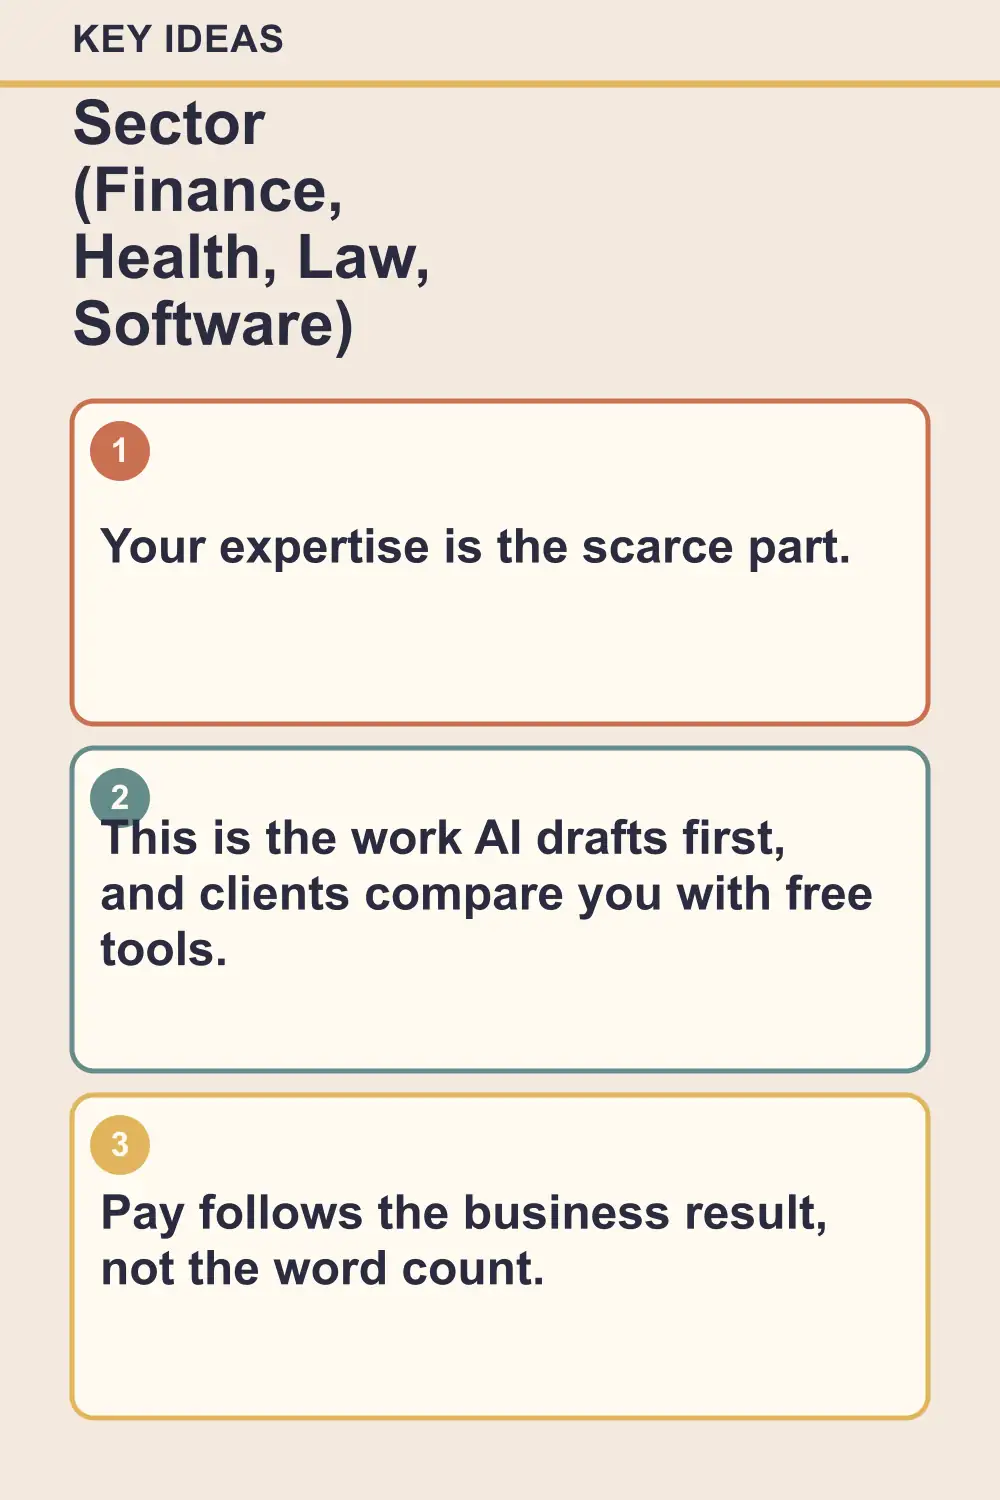 KEY IDEAS
Sector
(Finance,
Health, Law,
Software)
1
Your expertise is the scarce part.
2
This is the work AI drafts first,
and clients compare you with free
tools.
3
Pay follows the business result,
not the word count.